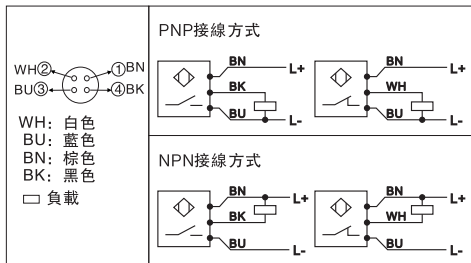 WH② ①BN
BU③ ④BK
WH：白色
BU：藍色
BN：棕色
BK：黑色
負載
PNP接線方式
BN L+
BK
BU L-
BN L+
WH
BU L-
NPN接線方式
BN L+
BK
BU L-
BN L+
WH
BU L-